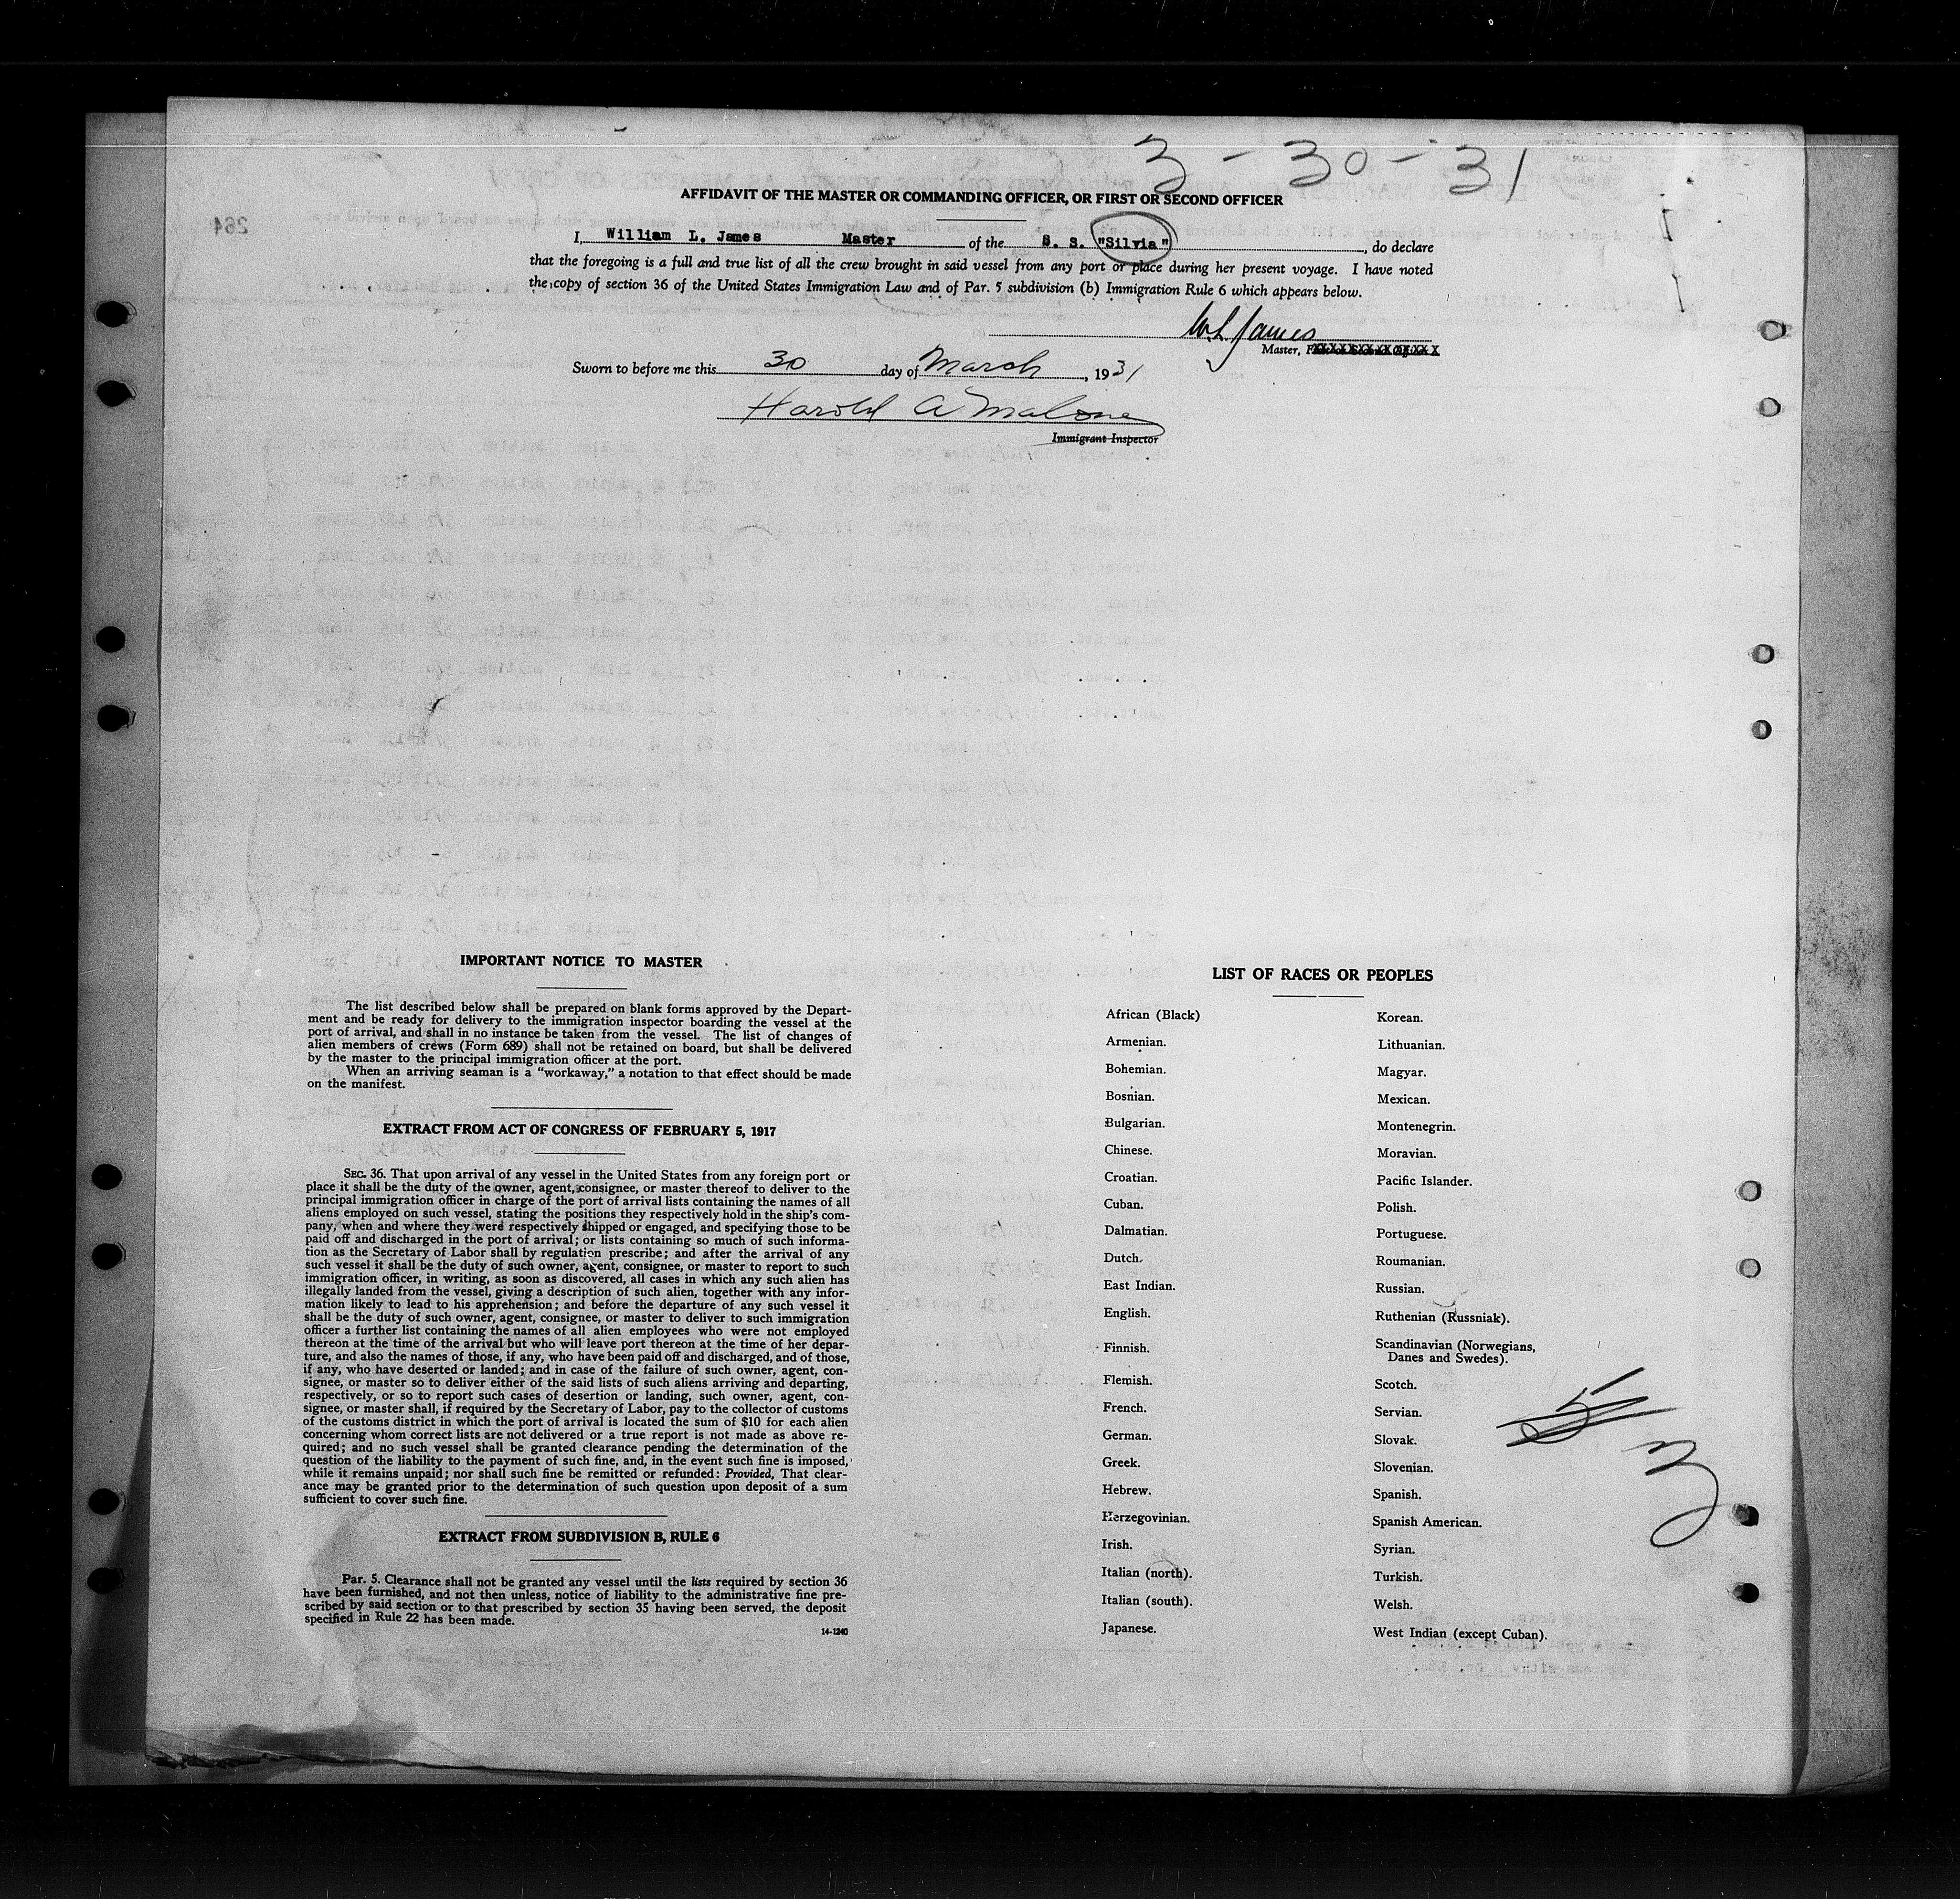 3 - 30 - 31
AFFIDAVIT OF THE MASTER OR COMMANDING OFFICER, OR FIRST OR SECOND OFFICER
264
I, William L. James Master of the S. S. "Silvia", do declare
that the foregoing is a full and true list of all the crew brought in said vessel from any port or place during her present voyage. I have noted
the copy of section 36 of the United States Immigration Law and of Par. 5 subdivision (b) Immigration Rule 6 which appears below.
W. L. James
Master,
Sworn to before me this 30 day of March, 1931
Harold A Malone
Immigrant Inspector
IMPORTANT NOTICE TO MASTER
The list described below shall be prepared on blank forms approved by the Depart-
ment and be ready for delivery to the immigration inspector boarding the vessel at the
port of arrival, and shall in no instance be taken from the vessel. The list of changes of
alien members of crews (Form 689) shall not be retained on board, but shall be delivered
by the master to the principal immigration officer at the port.
When an arriving seaman is a "workaway," a notation to that effect should be made
on the manifest.
EXTRACT FROM ACT OF CONGRESS OF FEBRUARY 5, 1917
SEC. 36. That upon arrival of any vessel in the United States from any foreign port or
place it shall be the duty of the owner, agent, consignee, or master thereof to deliver to the
principal immigration officer in charge of the port of arrival lists containing the names of all
aliens employed on such vessel, stating the positions they respectively hold in the ship's com-
pany, when and where they were respectively shipped or engaged, and specifying those to be
paid off and discharged in the port of arrival; or lists containing so much of such informa-
tion as the Secretary of Labor shall by regulation prescribe; and after the arrival of any
such vessel it shall be the duty of such owner, agent, consignee, or master to report to such
immigration officer, in writing, as soon as discovered, all cases in which any such alien has
illegally landed from the vessel, giving a description of such alien, together with any infor-
mation likely to lead to his apprehension; and before the departure of any such vessel it
shall be the duty of such owner, agent, consignee, or master to deliver to such immigration
officer a further list containing the names of all alien employees who were not employed
thereon at the time of the arrival but who will leave port thereon at the time of her depar-
ture, and also the names of those, if any, who have been paid off and discharged, and of those,
if any, who have deserted or landed; and in case of the failure of such owner, agent, con-
signee, or master so to deliver either of the said lists of such aliens arriving and departing,
respectively, or so to report such cases of desertion or landing, such owner, agent, con-
signee, or master shall, if required by the Secretary of Labor, pay to the collector of customs
of the customs district in which the port of arrival is located the sum of $10 for each alien
concerning whom correct lists are not delivered or a true report is not made as above re-
quired; and no such vessel shall be granted clearance pending the determination of the
question of the liability to the payment of such fine, and, in the event such fine is imposed,
while it remains unpaid; nor shall such fine be remitted or refunded: Provided, That clear-
ance may be granted prior to the determination of such question upon deposit of a sum
sufficient to cover such fine.
EXTRACT FROM SUBDIVISION B, RULE 6
Par. 5. Clearance shall not be granted any vessel until the lists required by section 36
have been furnished, and not then unless, notice of liability to the administrative fine pre-
scribed by said section or to that prescribed by section 35 having been served, the deposit
specified in Rule 22 has been made.
14-1240
LIST OF RACES OR PEOPLES
African (Black)
Armenian.
Bohemian.
Bosnian.
Bulgarian.
Chinese.
Croatian.
Cuban.
Dalmatian.
Dutch.
East Indian.
English.
Finnish.
Flemish.
French.
German.
Greek.
Hebrew.
Herzegovinian.
Irish.
Italian (north).
Italian (south).
Japanese.
Korean.
Lithuanian.
Magyar.
Mexican.
Montenegrin.
Moravian.
Pacific Islander.
Polish.
Portuguese.
Roumanian.
Russian.
Ruthenian (Russniak).
Scandinavian (Norwegians,
Danes and Swedes).
Scotch.
Servian.
Slovak.
Slovenian.
Spanish.
Spanish American.
Syrian.
Turkish.
Welsh.
West Indian (except Cuban).
5
3